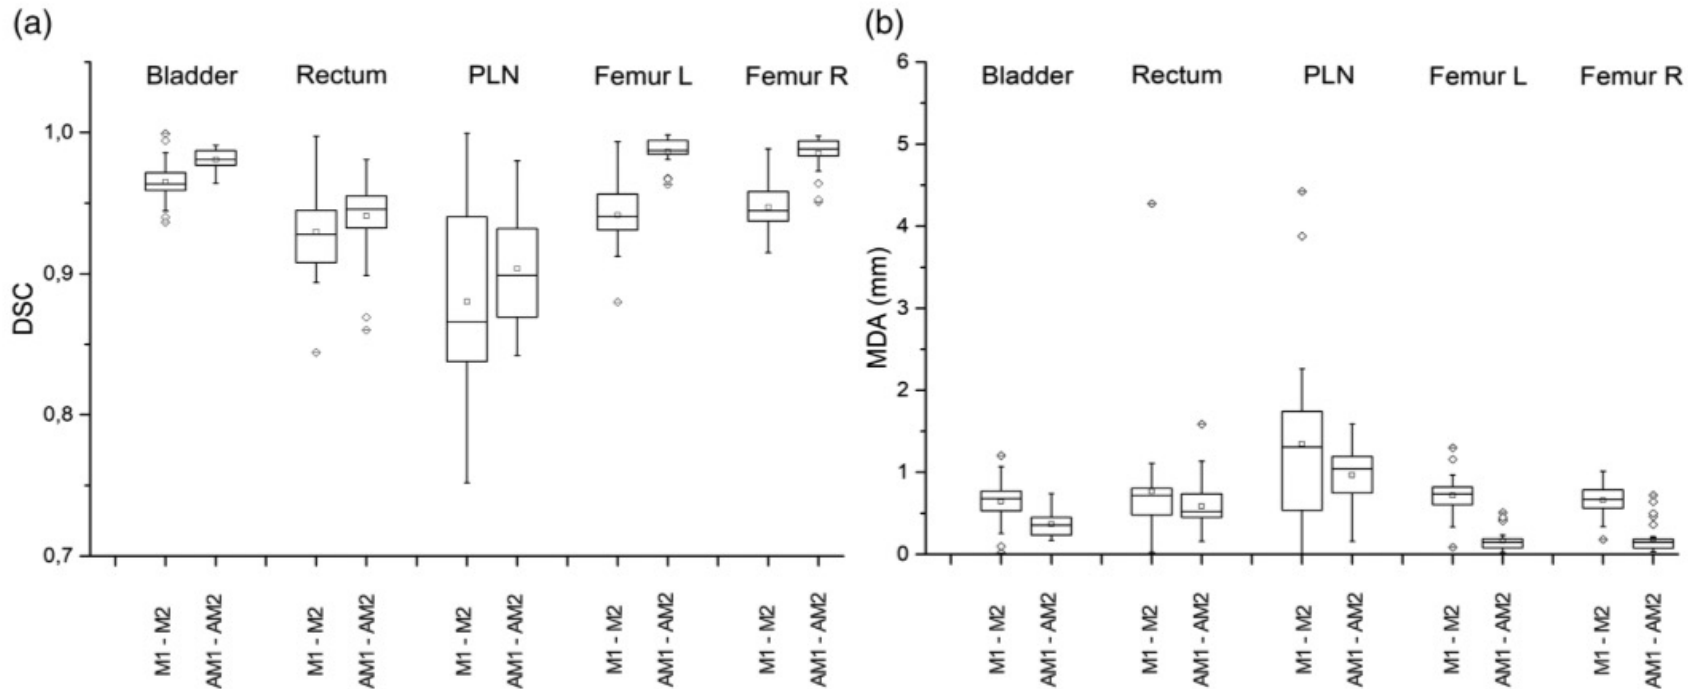 (a)
Bladder Rectum PLN Femur L Femur R
1,0
0,9
0,8
0,7
DSC
M1 - M2 AM1 - AM2 M1 - M2 AM1 - AM2 M1 - M2 AM1 - AM2 M1 - M2 AM1 - AM2 M1 - M2 AM1 - AM2
(b)
Bladder Rectum PLN Femur L Femur R
6
5
4
3
2
1
0
MDA (mm)
M1 - M2 AM1 - AM2 M1 - M2 AM1 - AM2 M1 - M2 AM1 - AM2 M1 - M2 AM1 - AM2 M1 - M2 AM1 - AM2